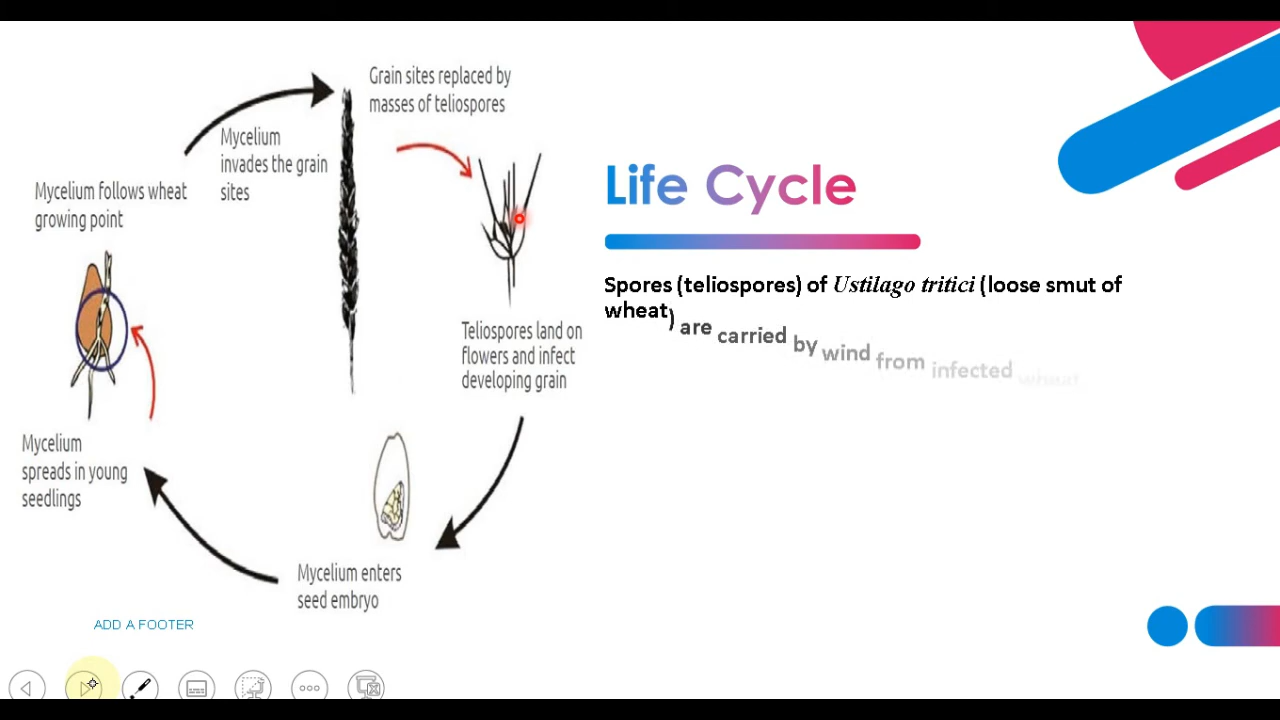 Grain sites replaced by
masses of teliospores
Mycelium
invades the grain
sites
Mycelium follows wheat
growing point
Teliospores land on
flowers and infect
developing grain
Mycelium
spreads in young
seedlings
Mycelium enters
seed embryo
ADD A FOOTER
Life Cycle
Spores (teliospores) of Ustilago tritici (loose smut of
wheat) are carried by wind from infected wheat